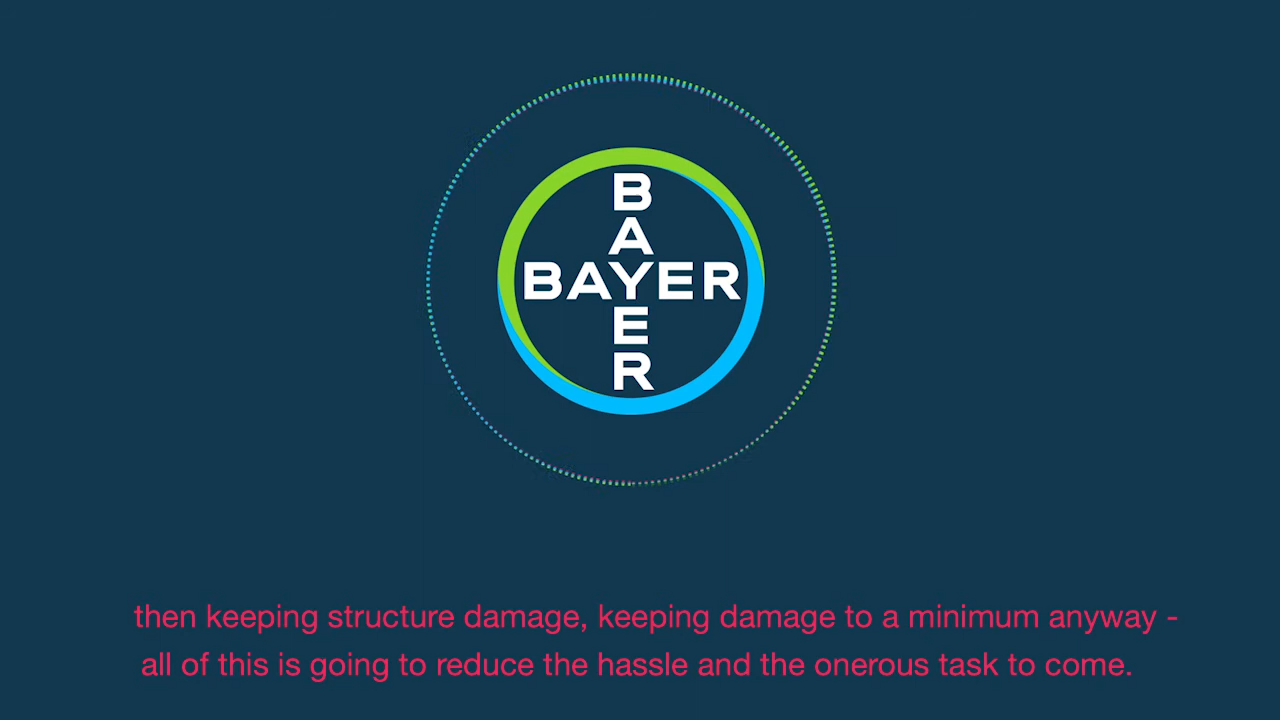 BAYER
BAYER
then keeping structure damage, keeping damage to a minimum anyway -
all of this is going to reduce the hassle and the onerous task to come.